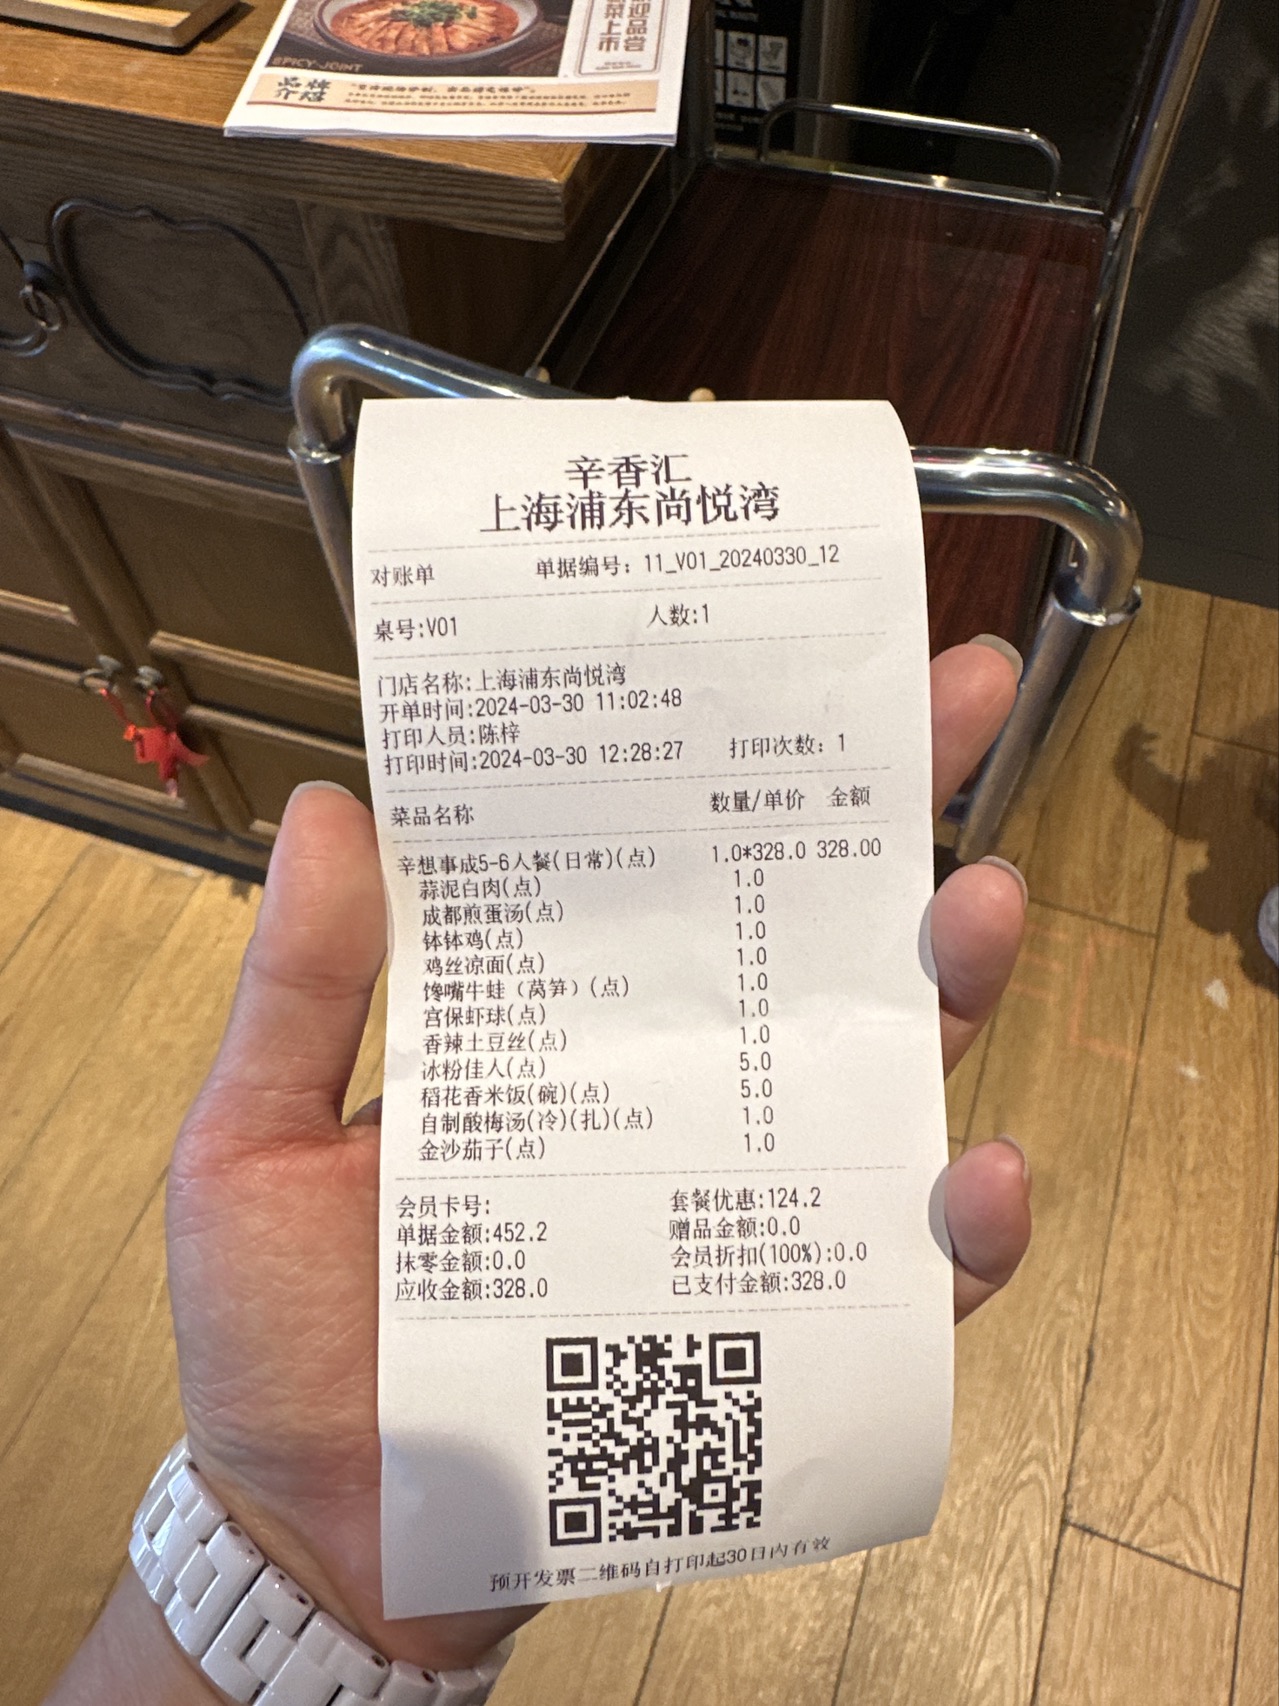 迎品尝
菜上市
SPICY·JOINT
品牌
介绍
辛香汇
上海浦东尚悦湾
对账单 单据编号：11_V01_20240330_12
桌号:V01 人数:1
门店名称:上海浦东尚悦湾
开单时间:2024-03-30 11:02:48
打印人员:陈梓
打印时间:2024-03-30 12:28:27 打印次数：1
菜品名称 数量/单价 金额
辛想事成5-6人餐(日常)(点) 1.0*328.0 328.00
蒜泥白肉(点) 1.0
成都煎蛋汤(点) 1.0
钵钵鸡(点) 1.0
鸡丝凉面(点) 1.0
馋嘴牛蛙（莴笋）(点) 1.0
宫保虾球(点) 1.0
香辣土豆丝(点) 1.0
冰粉佳人(点) 5.0
稻花香米饭(碗)(点) 5.0
自制酸梅汤(冷)(扎)(点) 1.0
金沙茄子(点) 1.0
会员卡号: 套餐优惠:124.2
单据金额:452.2 赠品金额:0.0
抹零金额:0.0 会员折扣(100%):0.0
应收金额:328.0 已支付金额:328.0
预开发票二维码自打印起30日内有效